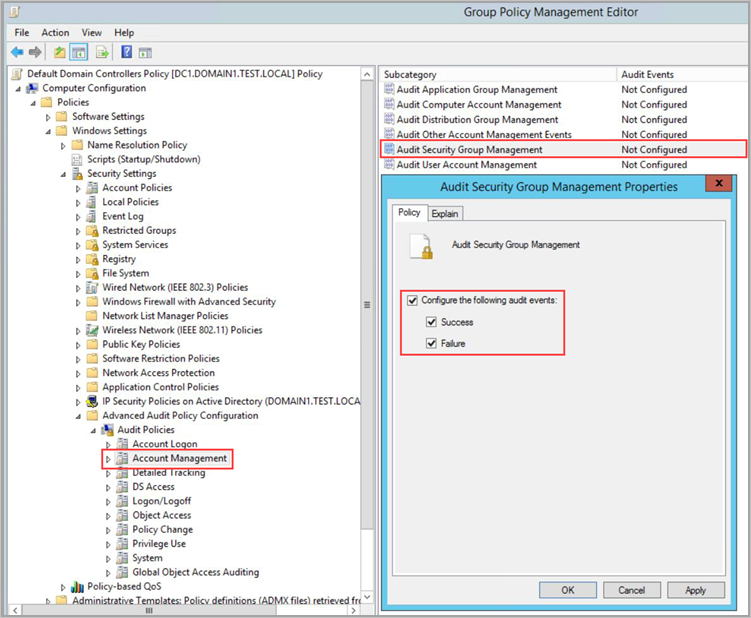 Group Policy Management Editor
File Action View Help
Default Domain Controllers Policy [DC1.DOMAIN1.TEST.LOCAL] Policy
Computer Configuration
Policies
Software Settings
Windows Settings
Name Resolution Policy
Scripts (Startup/Shutdown)
Security Settings
Account Policies
Local Policies
Event Log
Restricted Groups
System Services
Registry
File System
Wired Network (IEEE 802.3) Policies
Windows Firewall with Advanced Security
Network List Manager Policies
Wireless Network (IEEE 802.11) Policies
Public Key Policies
Software Restriction Policies
Network Access Protection
Application Control Policies
IP Security Policies on Active Directory (DOMAIN1.TEST.LOCA
Advanced Audit Policy Configuration
Audit Policies
Account Logon
Account Management
Detailed Tracking
DS Access
Logon/Logoff
Object Access
Policy Change
Privilege Use
System
Global Object Access Auditing
Policy-based QoS
Administrative Templates: Policy definitions (ADMX files) retrieved fr
Subcategory Audit Events
Audit Application Group Management Not Configured
Audit Computer Account Management Not Configured
Audit Distribution Group Management Not Configured
Audit Other Account Management Events Not Configured
Audit Security Group Management Not Configured
Audit User Account Management Not Configured
Audit Security Group Management Properties
x
Policy Explain
Audit Security Group Management
Configure the following audit events:
Success
Failure
OK Cancel Apply